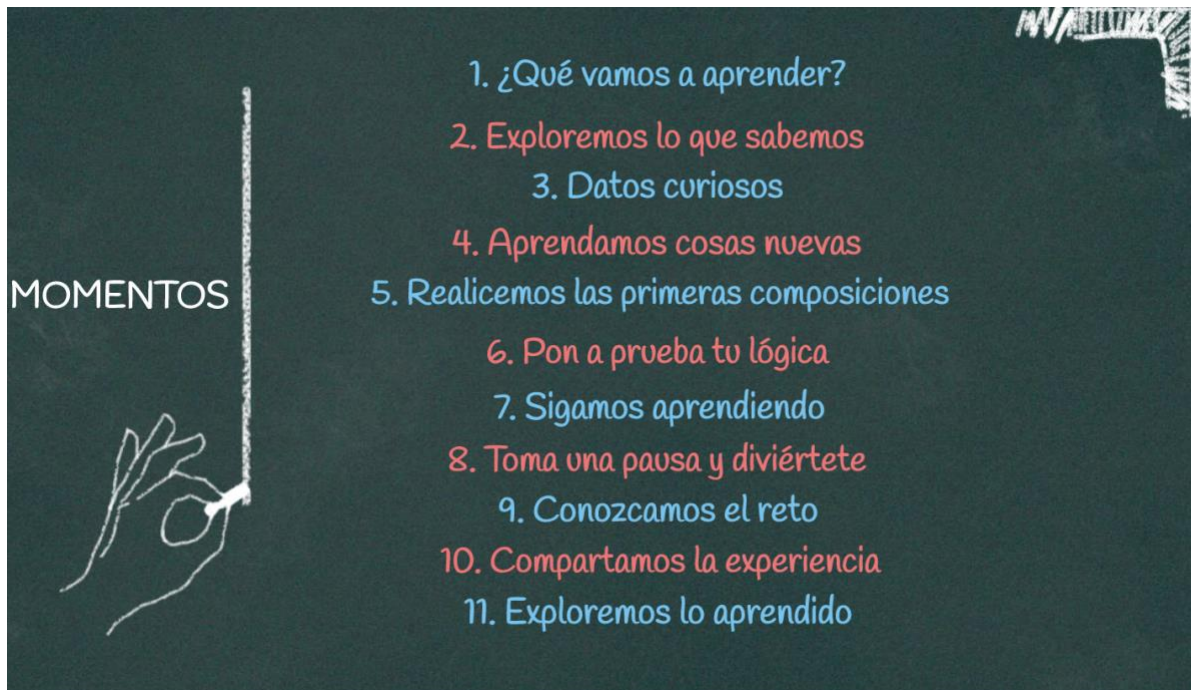 MOMENTOS
1. ¿Qué vamos a aprender?
2. Exploremos lo que sabemos
3. Datos curiosos
4. Aprendamos cosas nuevas
5. Realicemos las primeras composiciones
6. Pon a prueba tu lógica
7. Sigamos aprendiendo
8. Toma una pausa y diviértete
9. Conozcamos el reto
10. Compartamos la experiencia
11. Exploremos lo aprendido